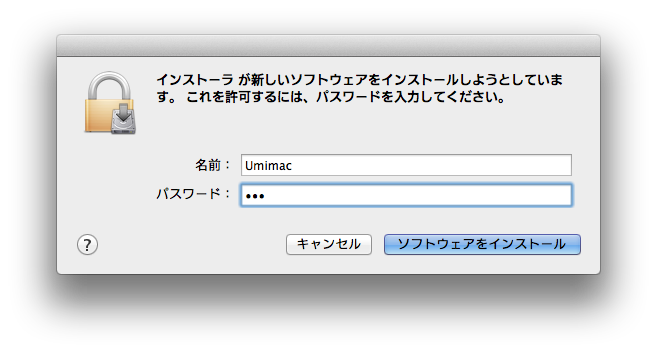 インストーラ が新しいソフトウェアをインストールしようとしていま
す。 これを許可するには、パスワードを入力してください。
名前： Umimac
パスワード： •••
? キャンセル ソフトウェアをインストール